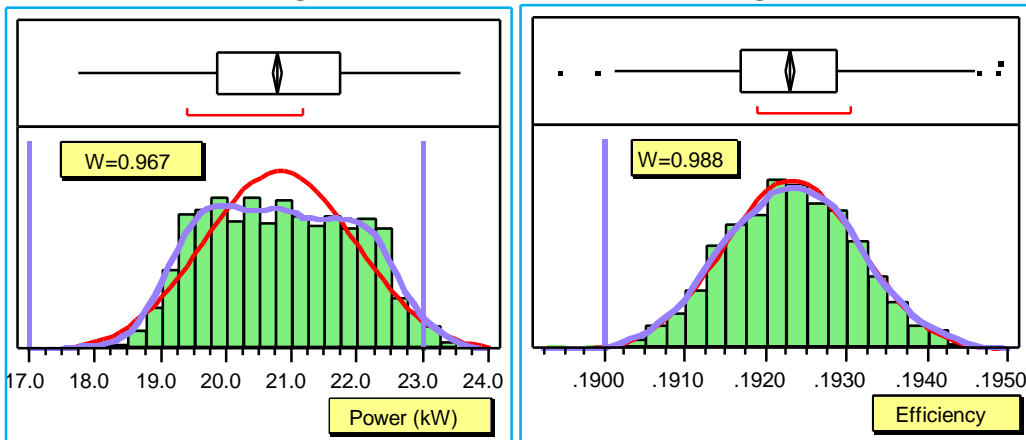 W=0.967
17.0 18.0 19.0 20.0 21.0 22.0 23.0 24.0
Power (kW)
W=0.988
.1900 .1910 .1920 .1930 .1940 .1950
Efficiency